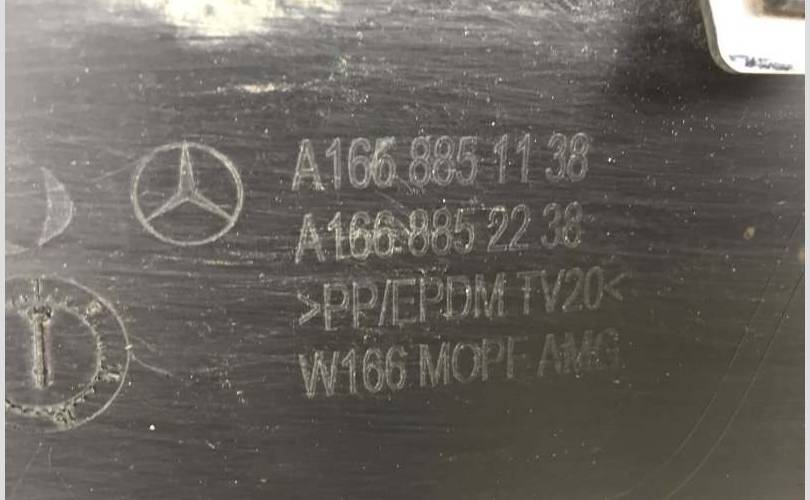 A166 885 11 38
A166 885 22 38
>PP/EPDM TV20<
W166 MOPF AMG